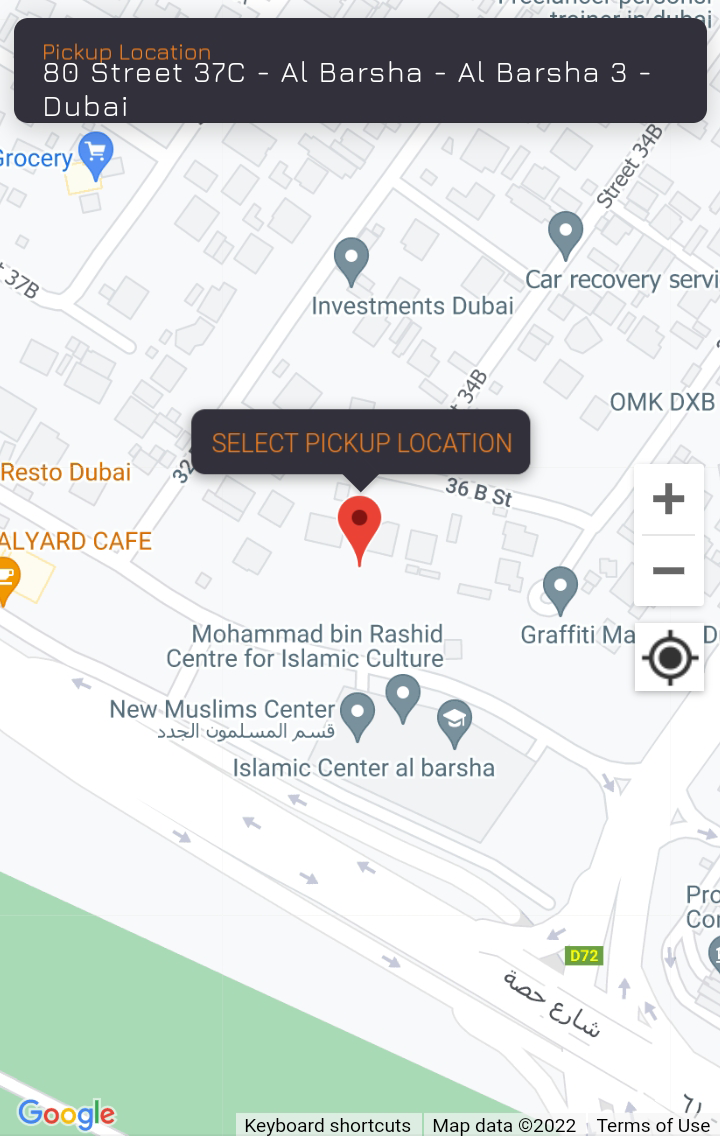 trainer in dubai
Pickup Location
80 Street 37C - Al Barsha - Al Barsha 3 -
Dubai
Grocery
Street 34B
37B
Car recovery servi
Investments Dubai
34B
OMK DXB
SELECT PICKUP LOCATION
Resto Dubai
32
36 B St
ALYARD CAFE
Mohammad bin Rashid
Centre for Islamic Culture
Graffiti Ma
D
New Muslims Center
قسم المسلمون الجدد
Islamic Center al barsha
Pro
Cor
D72
شارع حصة
Google
Keyboard shortcuts
Map data ©2022
Terms of Use